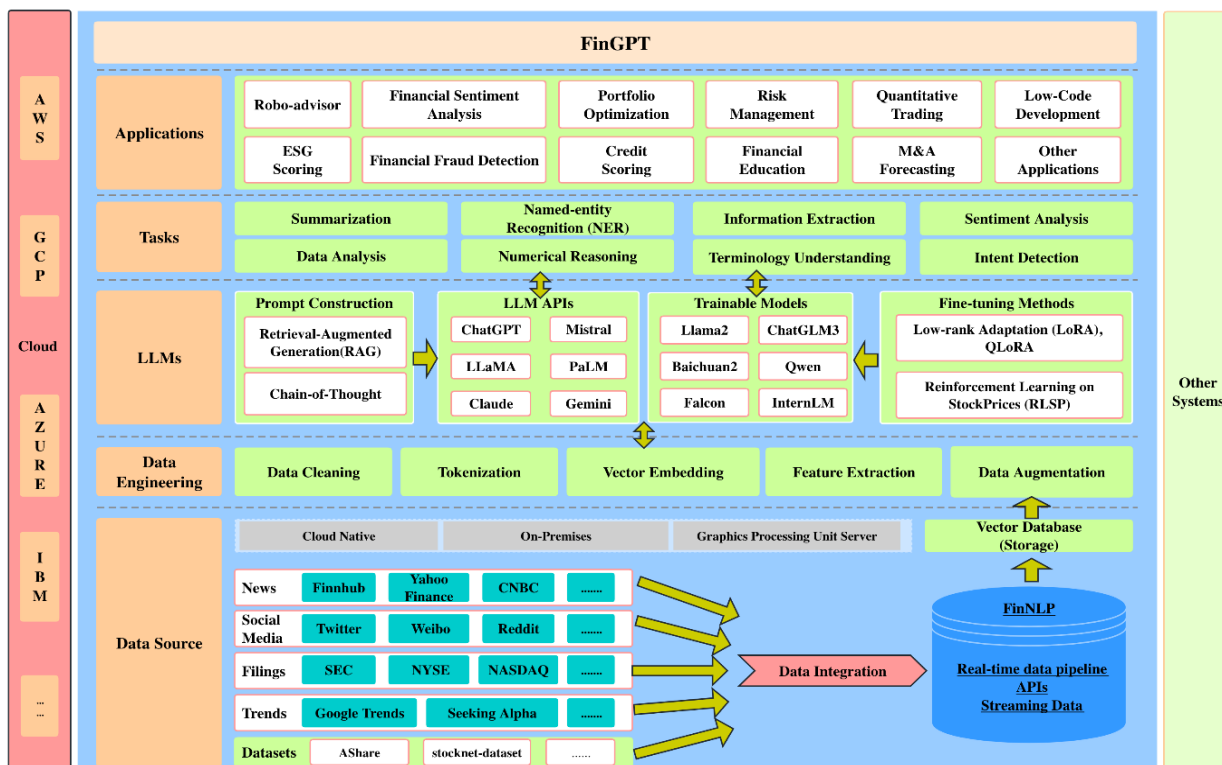 FinGPT
A
W
S
G
C
P
Cloud
A
Z
U
R
E
I
B
M
...
...
Applications
Robo-advisor
Financial Sentiment
Analysis
Portfolio
Optimization
Risk
Management
Quantitative
Trading
Low-Code
Development
ESG
Scoring
Financial Fraud Detection
Credit
Scoring
Financial
Education
M&A
Forecasting
Other
Applications
Tasks
Summarization
Named-entity
Recognition (NER)
Information Extraction
Sentiment Analysis
Data Analysis
Numerical Reasoning
Terminology Understanding
Intent Detection
LLMs
Prompt Construction
Retrieval-Augmented
Generation(RAG)
Chain-of-Thought
LLM APIs
ChatGPT
Mistral
LLaMA
PaLM
Claude
Gemini
Trainable Models
Llama2
ChatGLM3
Baichuan2
Qwen
Falcon
InternLM
Fine-tuning Methods
Low-rank Adaptation (LoRA),
QLoRA
Reinforcement Learning on
StockPrices (RLSP)
Data
Engineering
Data Cleaning
Tokenization
Vector Embedding
Feature Extraction
Data Augmentation
Data Source
Cloud Native
On-Premises
Graphics Processing Unit Server
Vector Database
(Storage)
News
Finnhub
Yahoo
Finance
CNBC
.......
Social
Media
Twitter
Weibo
Reddit
.......
Filings
SEC
NYSE
NASDAQ
.......
Trends
Google Trends
Seeking Alpha
.......
Datasets
AShare
stocknet-dataset
......
Data Integration
FinNLP
Real-time data pipeline
APIs
Streaming Data
Other
Systems